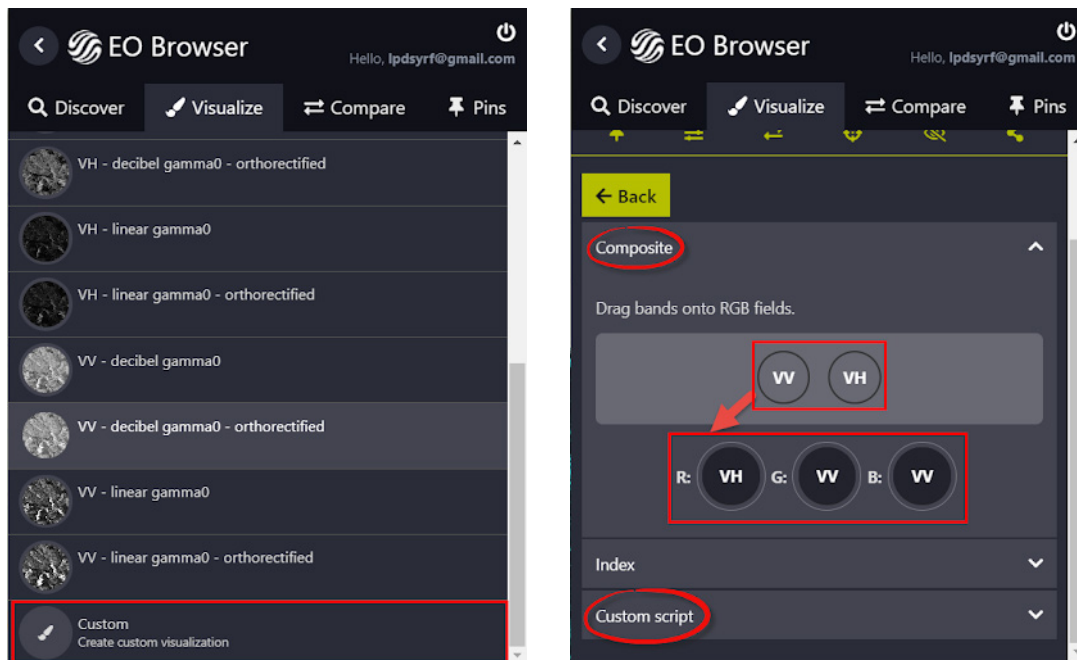 EO Browser
Hello, lpdsyrf@gmail.com
Discover Visualize Compare Pins
VH - decibel gamma0 - orthorectified
VH - linear gamma0
VH - linear gamma0 - orthorectified
VV - decibel gamma0
VV - decibel gamma0 - orthorectified
VV - linear gamma0
VV - linear gamma0 - orthorectified
Custom
Create custom visualization
EO Browser
Hello, lpdsyrf@gmail.com
Discover Visualize Compare Pins
Back
Composite
Drag bands onto RGB fields.
VV VH
R: VH G: VV B: VV
Index
Custom script